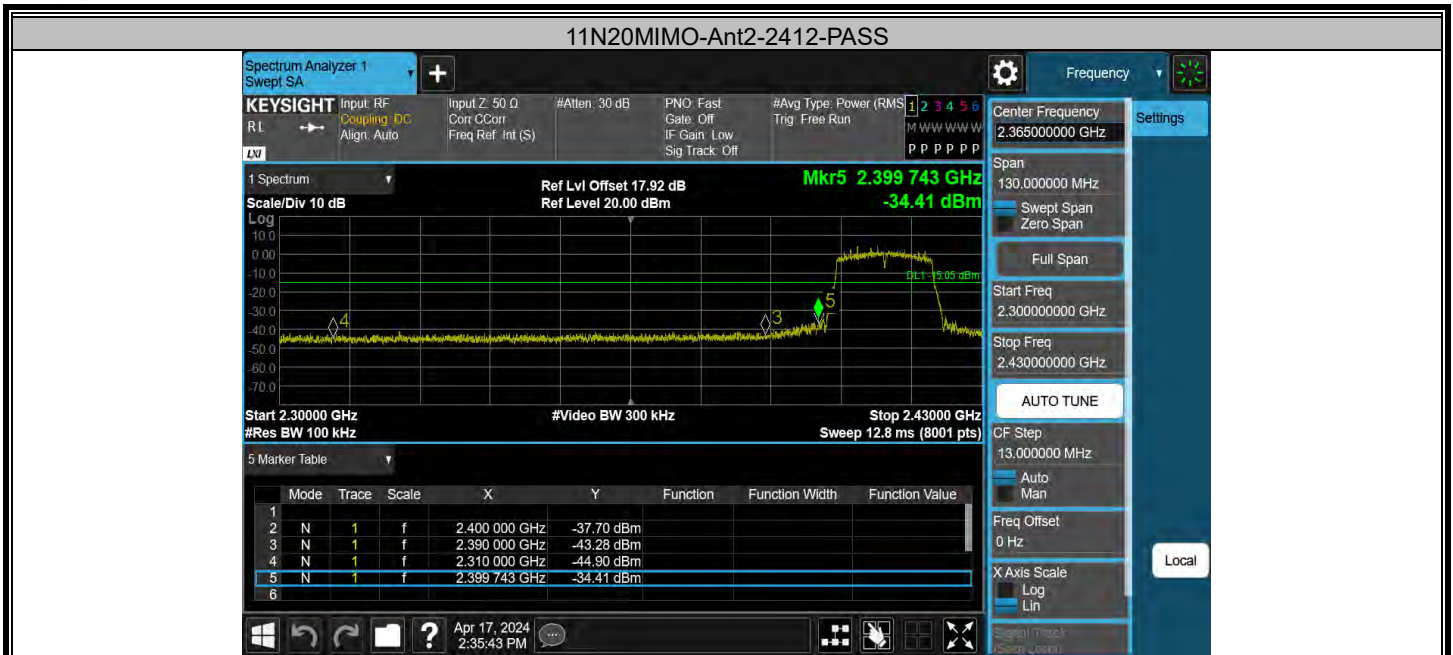 11N20MIMO-Ant2-2412-PASS
Spectrum Analyzer 1
Swept SA
Frequency
KEYSIGHT
RL
LXI
Input: RF
Coupling: DC
Align: Auto
Input Z: 50 Ω
Corr CCorr
Freq Ref: Int (S)
#Atten: 30 dB
PNO: Fast
Gate: Off
IF Gain: Low
Sig Track: Off
#Avg Type: Power (RMS
Trig: Free Run
1 2 3 4 5 6
M W W W W W
P P P P P P
1 Spectrum
Scale/Div 10 dB
Ref Lvl Offset 17.92 dB
Ref Level 20.00 dBm
Mkr5 2.399 743 GHz
-34.41 dBm
Log
10.0
0.00
-10.0
-20.0
-30.0
-40.0
-50.0
-60.0
-70.0
DL1 -15.05 dBm
4
3
5
Start 2.30000 GHz
#Res BW 100 kHz
#Video BW 300 kHz
Stop 2.43000 GHz
Sweep 12.8 ms (8001 pts)
5 Marker Table
Mode Trace Scale X Y Function Function Width Function Value
1
2 N 1 f 2.400 000 GHz -37.70 dBm
3 N 1 f 2.390 000 GHz -43.28 dBm
4 N 1 f 2.310 000 GHz -44.90 dBm
5 N 1 f 2.399 743 GHz -34.41 dBm
6
?
Apr 17, 2024
2:35:43 PM
Center Frequency
2.365000000 GHz
Settings
Span
130.000000 MHz
Swept Span
Zero Span
Full Span
Start Freq
2.300000000 GHz
Stop Freq
2.430000000 GHz
AUTO TUNE
CF Step
13.000000 MHz
Auto
Man
Freq Offset
0 Hz
Local
X Axis Scale
Log
Lin
Signal Track
(Span Zoom)